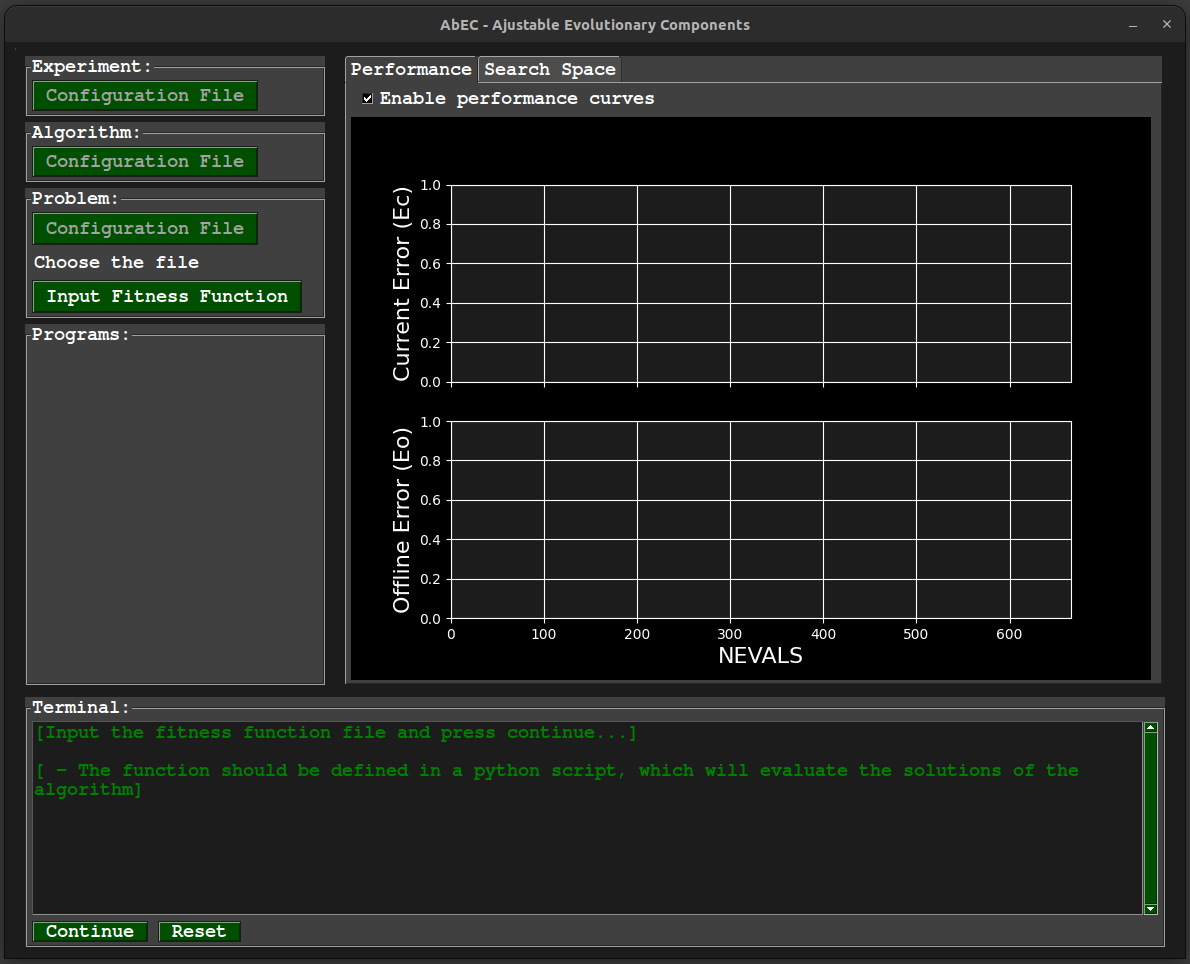 AbEC - Ajustable Evolutionary Components
Experiment:
Configuration File
Algorithm:
Configuration File
Problem:
Configuration File
Choose the file
Input Fitness Function
Programs:
Performance
Search Space
Enable performance curves
Current Error (Ec)
1.0
0.8
0.6
0.4
0.2
0.0
Offline Error (Eo)
1.0
0.8
0.6
0.4
0.2
0.0
0 100 200 300 400 500 600
NEVALS
Terminal:
[Input the fitness function file and press continue...]
[ - The function should be defined in a python script, which will evaluate the solutions of the
algorithm]
Continue
Reset